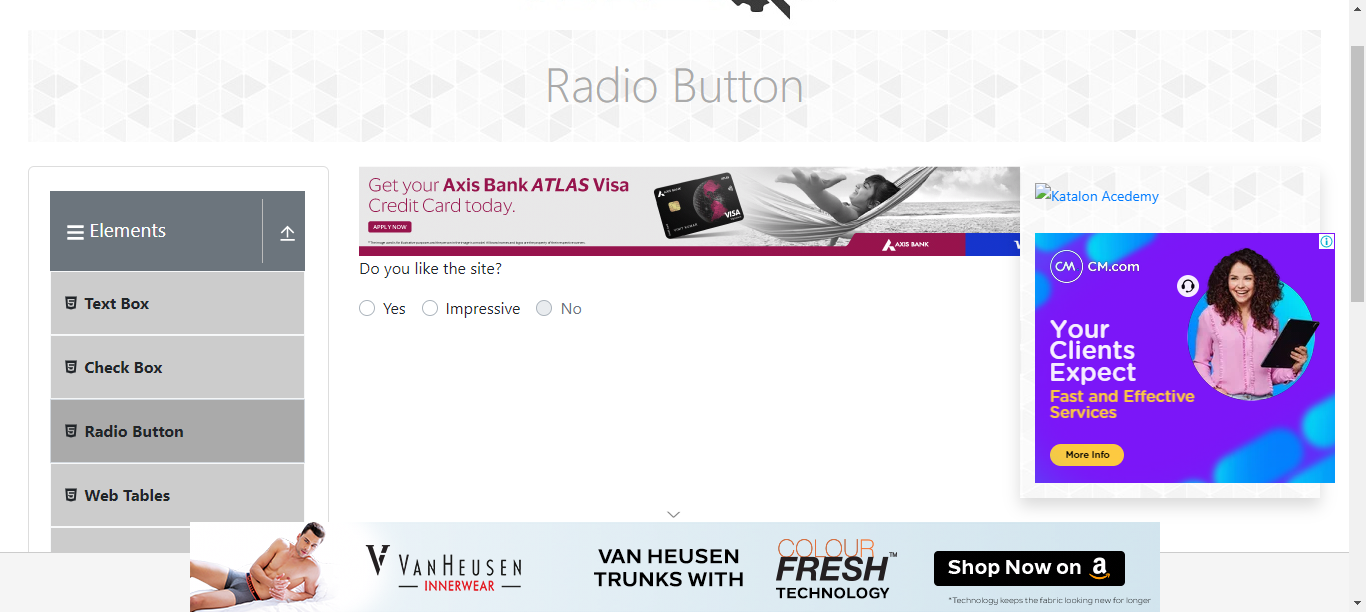 Radio Button
Elements
Text Box
Check Box
Radio Button
Web Tables
Get your Axis Bank ATLAS Visa
Credit Card today.
APPLY NOW
VISA
AXIS BANK
Do you like the site?
Yes Impressive No
Katalon Acedemy
CM CM.com
Your
Clients
Expect
Fast and Effective
Services
More Info
VANHEUSEN
INNERWEAR
VAN HEUSEN
TRUNKS WITH
COLOUR
FRESH™
TECHNOLOGY
Shop Now on a
*Technology keeps the fabric looking new for longer